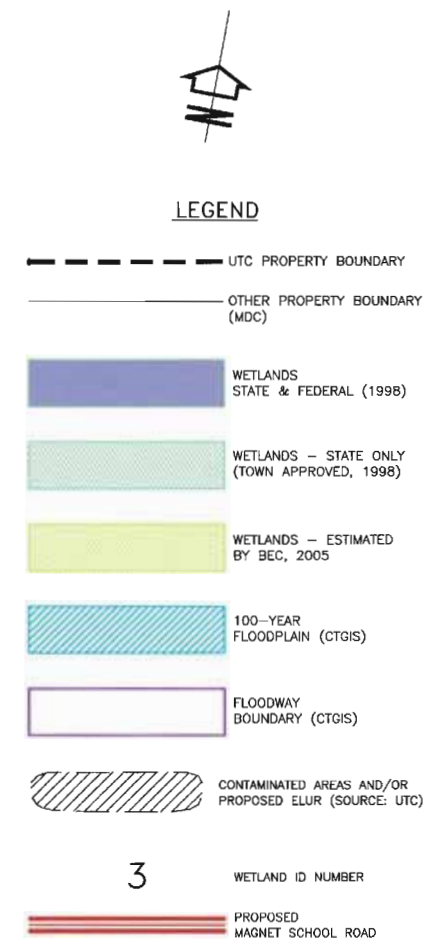 N
LEGEND
UTC PROPERTY BOUNDARY
OTHER PROPERTY BOUNDARY
(MDC)
WETLANDS
STATE & FEDERAL (1998)
WETLANDS – STATE ONLY
(TOWN APPROVED, 1998)
WETLANDS – ESTIMATED
BY BEC, 2005
100–YEAR
FLOODPLAIN (CTGIS)
FLOODWAY
BOUNDARY (CTGIS)
CONTAMINATED AREAS AND/OR
PROPOSED ELUR (SOURCE: UTC)
3 WETLAND ID NUMBER
PROPOSED
MAGNET SCHOOL ROAD